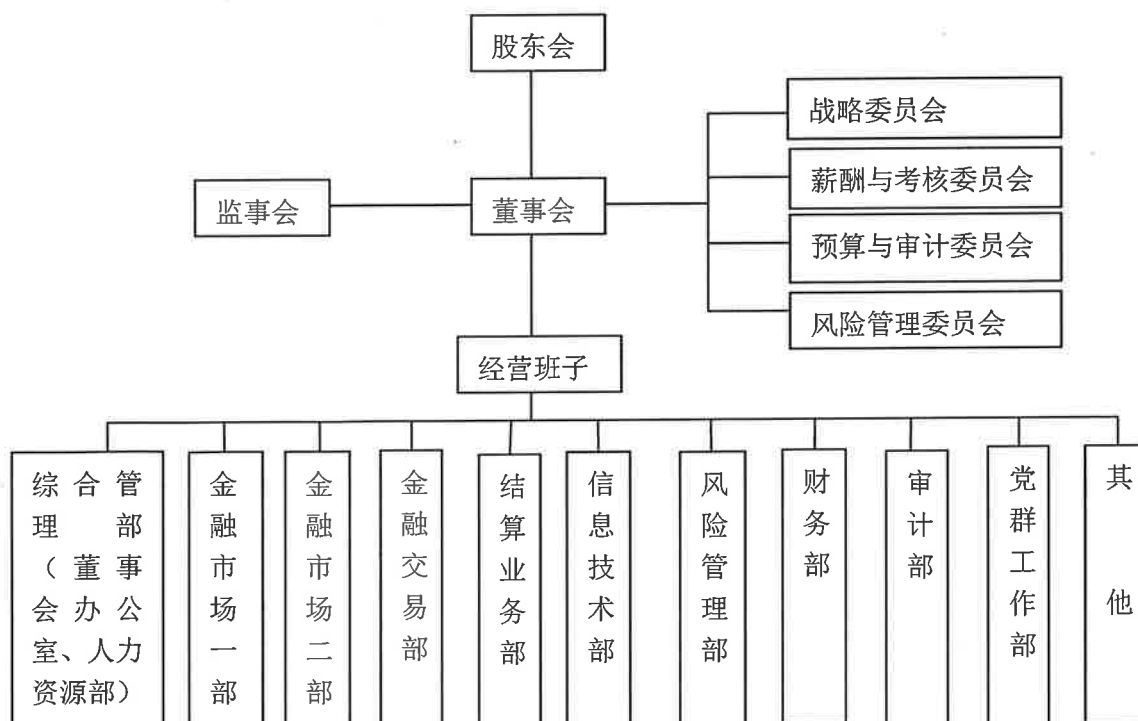 股东会
战略委员会
薪酬与考核委员会
监事会
董事会
预算与审计委员会
风险管理委员会
经营班子
综合管
理部
（董事
会办公
室、人力
资源部）
金融市场一部
金融市场二部
金融交易部
结算业务部
信息技术部
风险管理部
财务部
审计部
党群工作部
其他